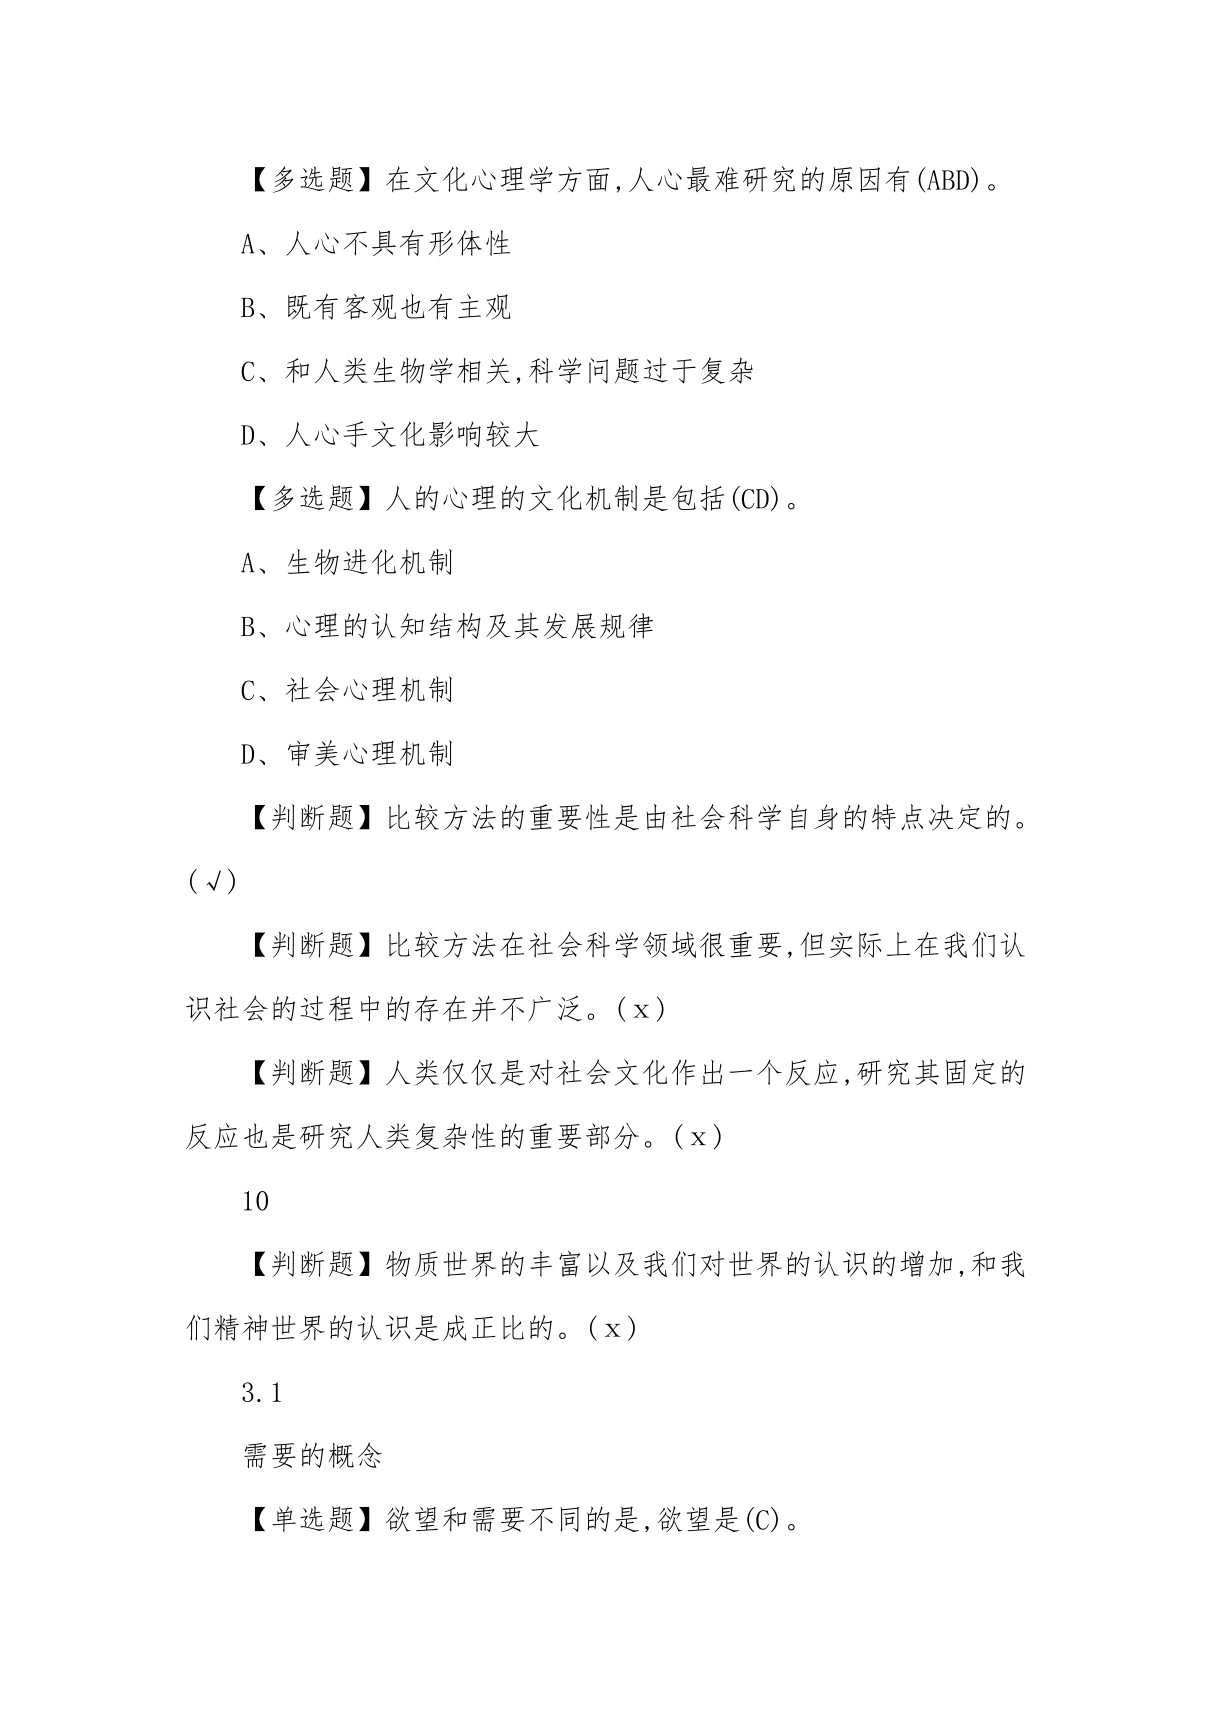 【多选题】在文化心理学方面,人心最难研究的原因有(ABD)。
A、人心不具有形体性
B、既有客观也有主观
C、和人类生物学相关,科学问题过于复杂
D、人心手文化影响较大
【多选题】人的心理的文化机制是包括(CD)。
A、生物进化机制
B、心理的认知结构及其发展规律
C、社会心理机制
D、审美心理机制
【判断题】比较方法的重要性是由社会科学自身的特点决定的。
(√)
【判断题】比较方法在社会科学领域很重要,但实际上在我们认
识社会的过程中的存在并不广泛。(x)
【判断题】人类仅仅是对社会文化作出一个反应,研究其固定的
反应也是研究人类复杂性的重要部分。(x)
10
【判断题】物质世界的丰富以及我们对世界的认识的增加,和我
们精神世界的认识是成正比的。(x)
3.1
需要的概念
【单选题】欲望和需要不同的是,欲望是(C)。